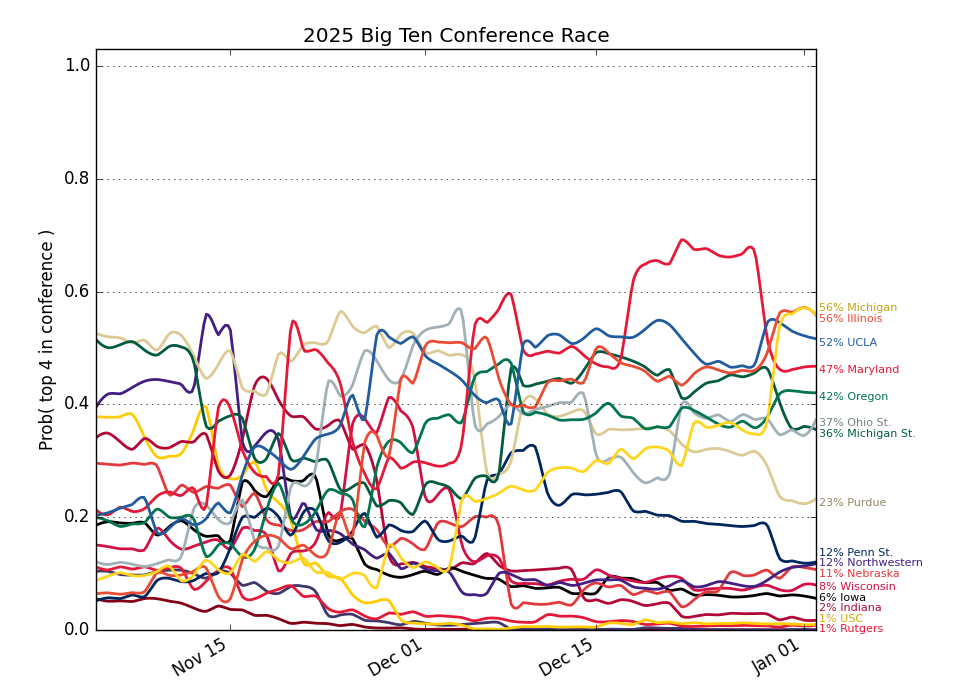 2025 Big Ten Conference Race
Prob( top 4 in conference )
1.0
0.8
0.6
0.4
0.2
0.0
Nov 15
Dec 01
Dec 15
Jan 01
56% Michigan
56% Illinois
52% UCLA
47% Maryland
42% Oregon
37% Ohio St.
36% Michigan St.
23% Purdue
12% Penn St.
12% Northwestern
11% Nebraska
8% Wisconsin
6% Iowa
2% Indiana
1% USC
1% Rutgers